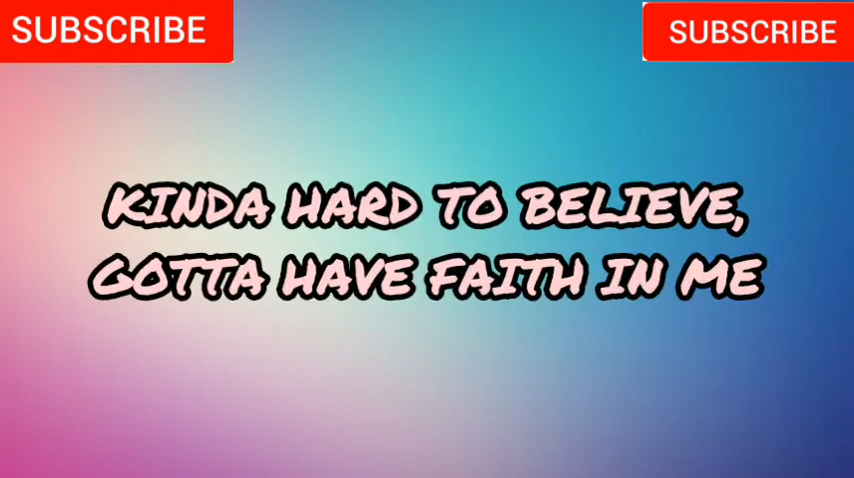 SUBSCRIBE
SUBSCRIBE
KINDA HARD TO BELIEVE,
GOTTA HAVE FAITH IN ME